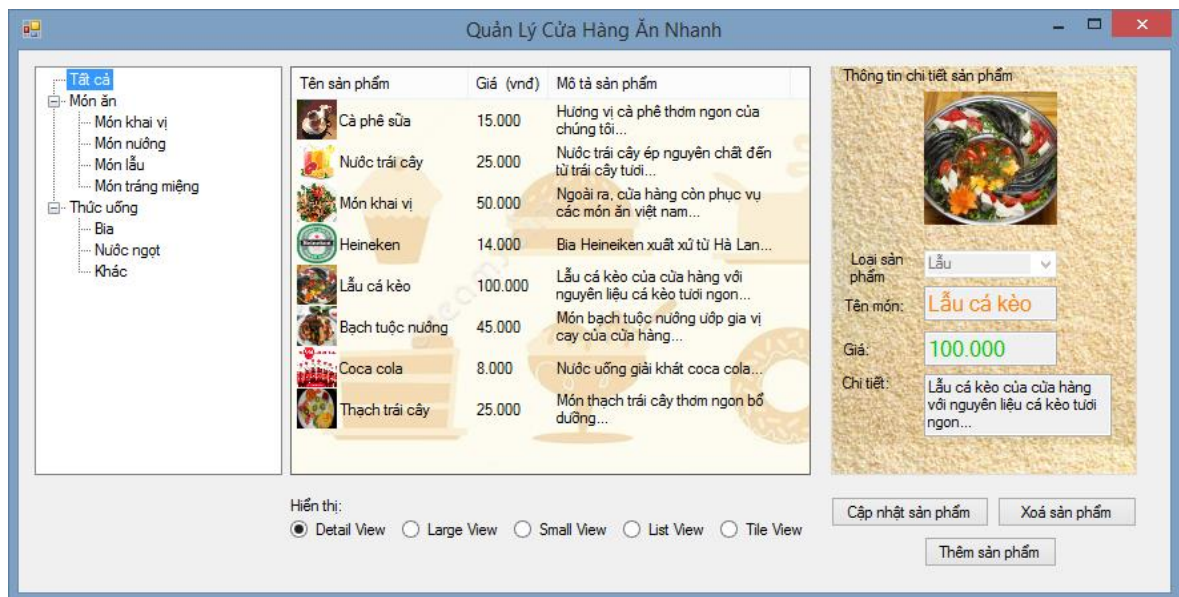 Quản Lý Cửa Hàng Ăn Nhanh
Tất cả
Món ăn
Món khai vị
Món nướng
Món lẫu
Món tráng miệng
Thức uống
Bia
Nước ngọt
Khác
Tên sản phẩm Giá (vnđ) Mô tả sản phẩm
Cà phê sữa 15.000 Hương vị cà phê thơm ngon của
chúng tôi...
Nước trái cây 25.000 Nước trái cây ép nguyên chất đến
từ trái cây tươi...
Món khai vị 50.000 Ngoài ra, cửa hàng còn phục vụ
các món ăn việt nam...
Heineken 14.000 Bia Heineiken xuất xứ từ Hà Lan...
Lẫu cá kèo 100.000 Lẫu cá kèo của cửa hàng với
nguyên liệu cá kèo tươi ngon...
Bạch tuộc nướng 45.000 Món bạch tuộc nướng ướp gia vị
cay của cửa hàng...
Coca cola 8.000 Nước uống giải khát coca cola...
Thạch trái cây 25.000 Món thạch trái cây thơm ngon bổ
dưỡng...
Thông tin chi tiết sản phẩm
Loại sản
phẩm
Lẫu
Tên món: Lẫu cá kèo
Giá: 100.000
Chi tiết: Lẫu cá kèo của cửa hàng
với nguyên liệu cá kèo tươi
ngon...
Hiển thị:
Detail View Large View Small View List View Tile View
Cập nhật sản phẩm Xoá sản phẩm
Thêm sản phẩm